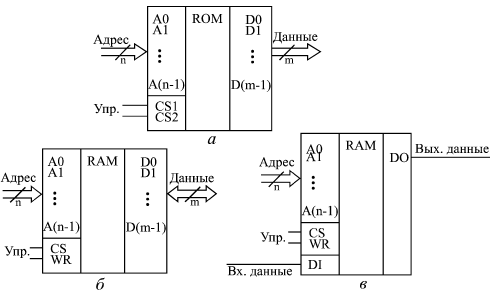 A0 ROM D0
A1 D1
Адрес Данные
n m
A(n-1) D(m-1)
Упр. CS1
CS2
а
A0 RAM D0
A1 D1
Адрес Данные
n m
A(n-1) D(m-1)
Упр. CS
WR
б
A0 RAM
A1 DO Вых. данные
Адрес
n
A(n-1)
Упр. CS
WR
Вх. данные DI
в